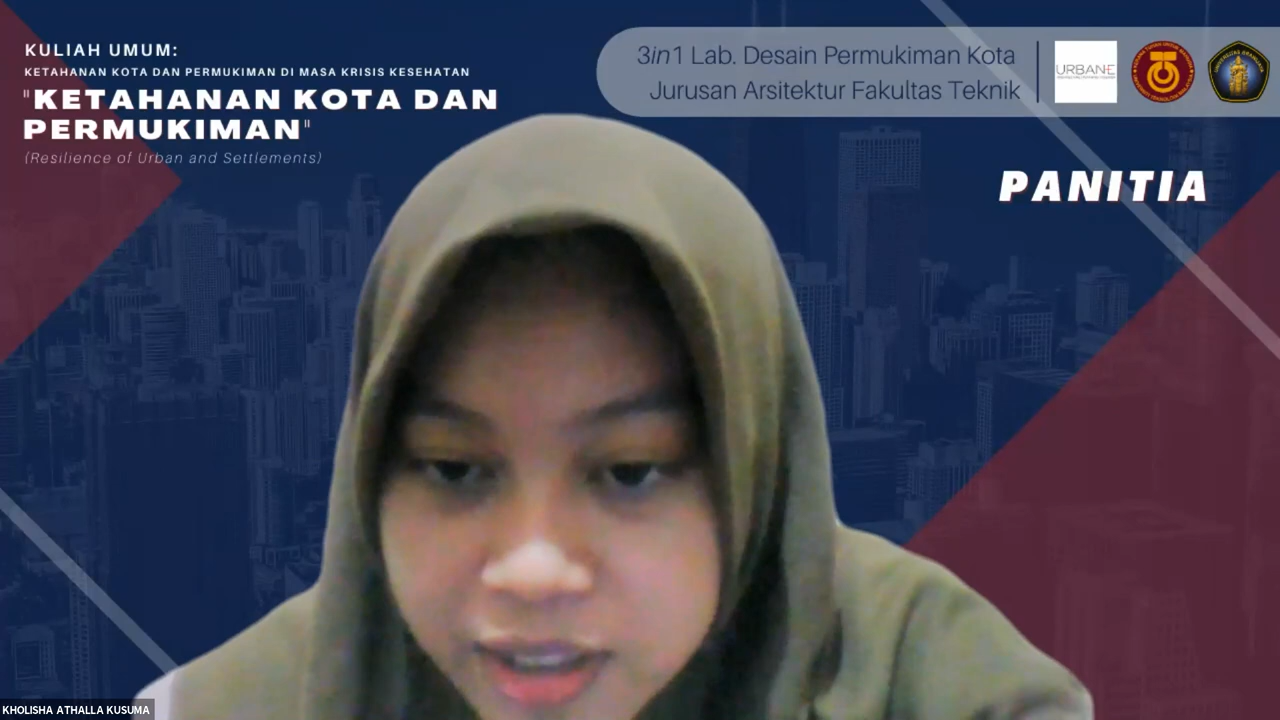 KULIAH UMUM:
KETAHANAN KOTA DAN PERMUKIMAN DI MASA KRISIS KESEHATAN
"KETAHANAN KOTA DAN
PERMUKIMAN"
(Resilience of Urban and Settlements)
3in1 Lab. Desain Permukiman Kota
Jurusan Arsitektur Fakultas Teknik
URBANE
PANITIA
KHOLISHA ATHALLA KUSUMA